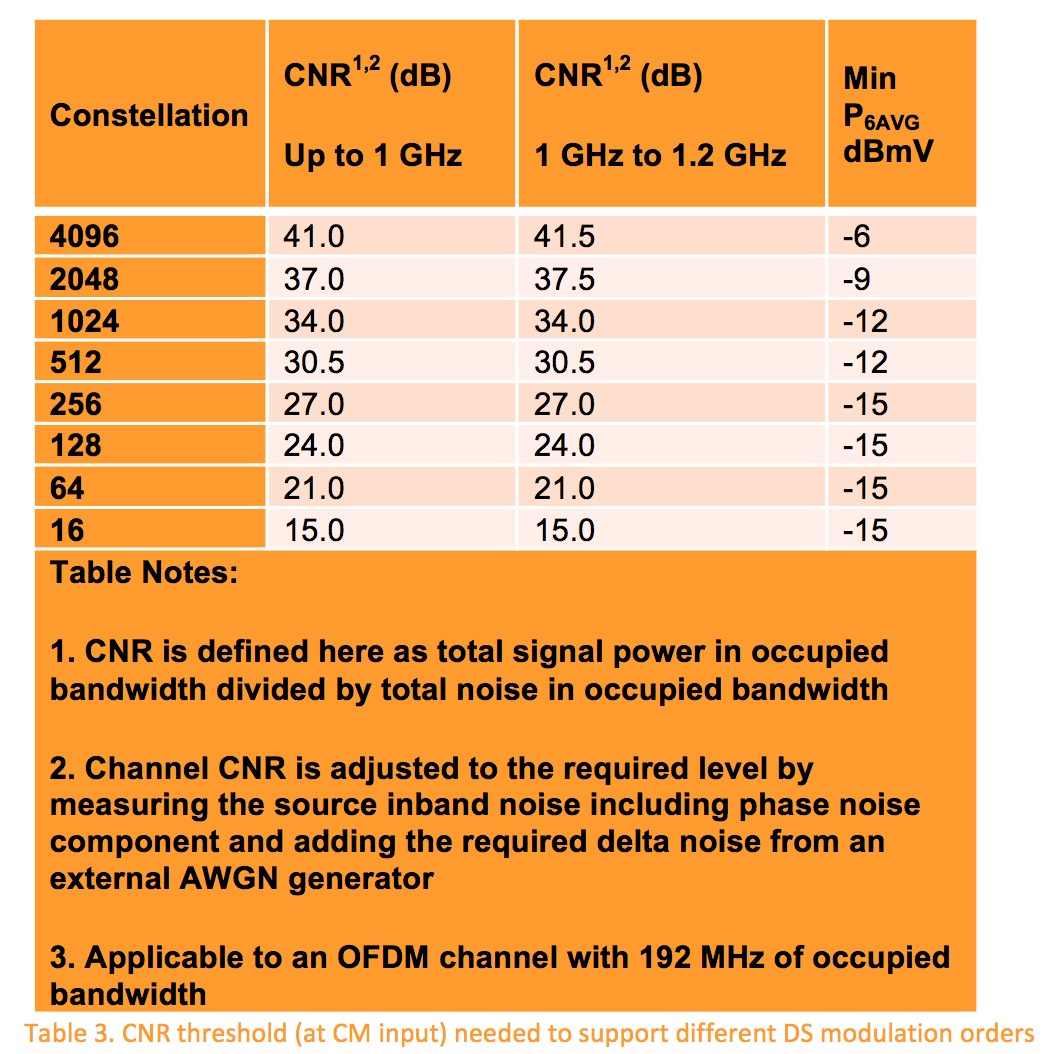 Constellation CNR1,2 (dB) Up to 1 GHz CNR1,2 (dB) 1 GHz to 1.2 GHz Min P6AVG dBmV
4096 41.0 41.5 -6
2048 37.0 37.5 -9
1024 34.0 34.0 -12
512 30.5 30.5 -12
256 27.0 27.0 -15
128 24.0 24.0 -15
64 21.0 21.0 -15
16 15.0 15.0 -15
Table Notes:
1. CNR is defined here as total signal power in occupied
bandwidth divided by total noise in occupied bandwidth
2. Channel CNR is adjusted to the required level by
measuring the source inband noise including phase noise
component and adding the required delta noise from an
external AWGN generator
3. Applicable to an OFDM channel with 192 MHz of occupied
bandwidth
Table 3. CNR threshold (at CM input) needed to support different DS modulation orders